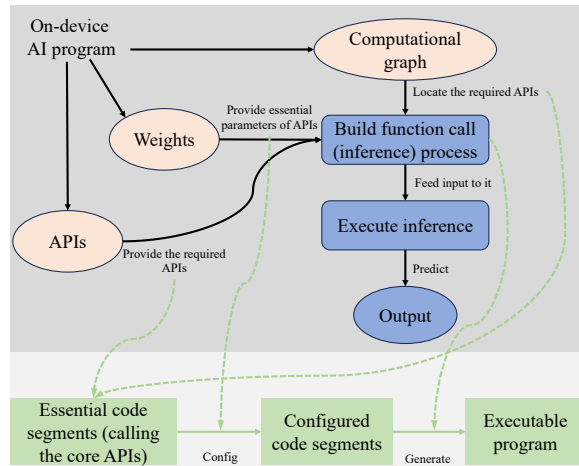 On-device
AI program
Computational
graph
Locate the required APIs
Provide essential
parameters of APIs
Weights
Build function call
(inference) process
Feed input to it
APIs
Provide the required
APIs
Execute inference
Predict
Output
Essential code
segments (calling
the core APIs)
Config
Configured
code segments
Generate
Executable
program